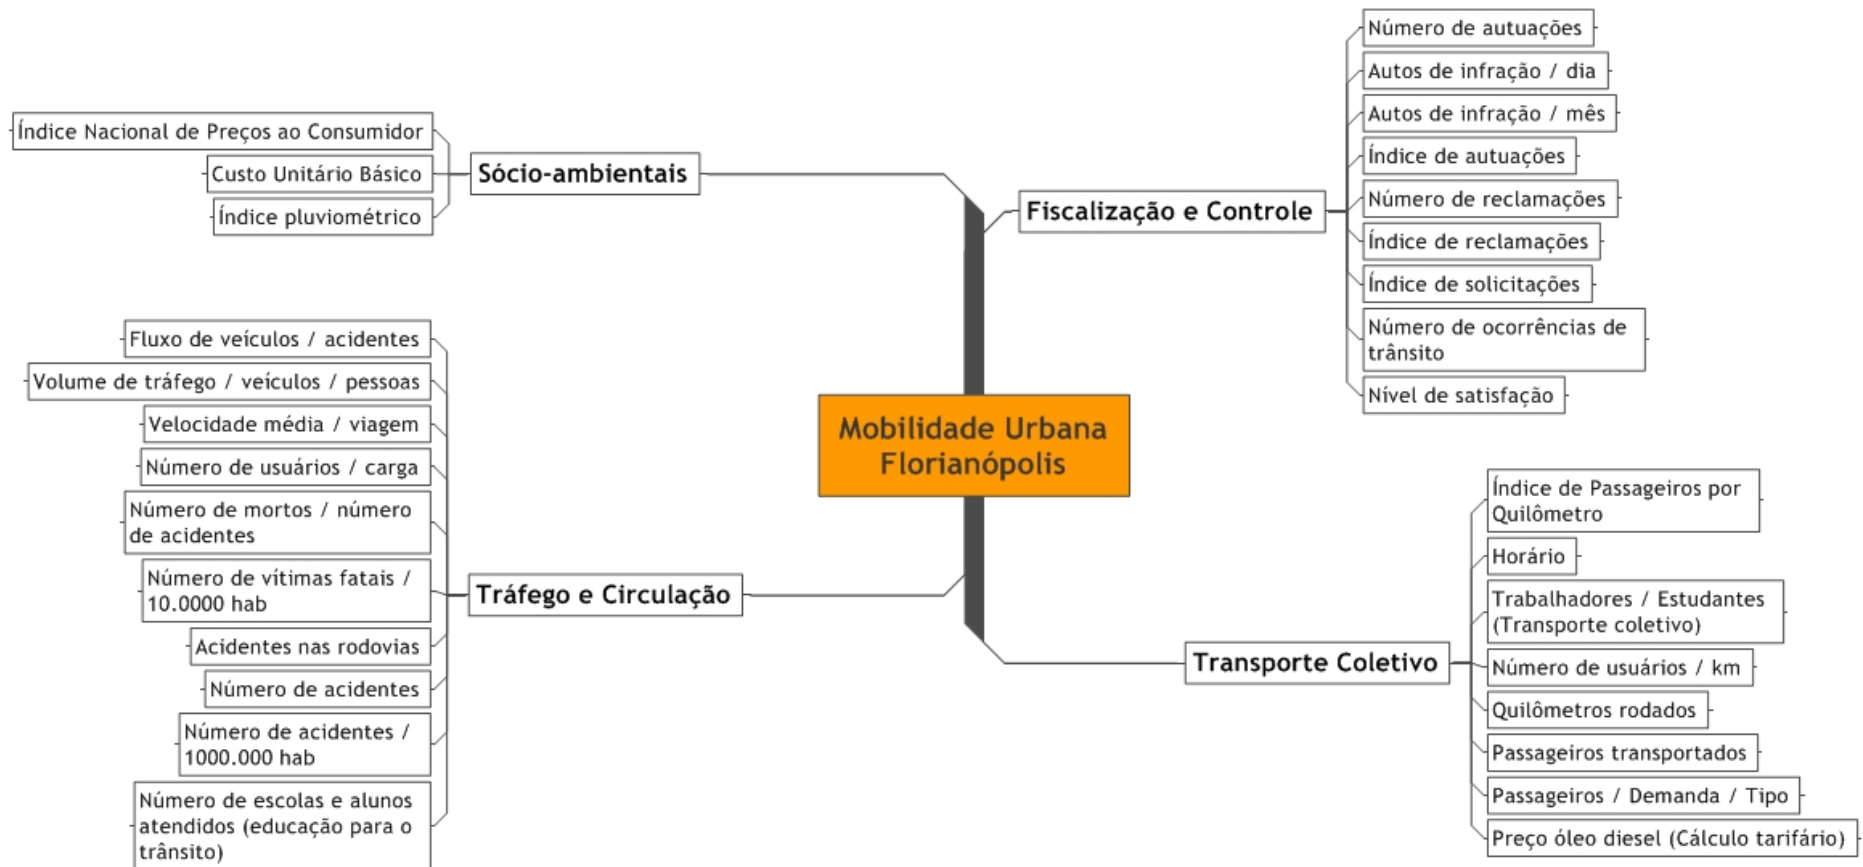 Índice Nacional de Preços ao Consumidor
Custo Unitário Básico
Índice pluviométrico
Sócio-ambientais
Fluxo de veículos / acidentes
Volume de tráfego / veículos / pessoas
Velocidade média / viagem
Número de usuários / carga
Número de mortos / número
de acidentes
Número de vítimas fatais /
10.0000 hab
Acidentes nas rodovias
Número de acidentes
Número de acidentes /
1000.000 hab
Número de escolas e alunos
atendidos (educação para o
trânsito)
Tráfego e Circulação
Mobilidade Urbana
Florianópolis
Fiscalização e Controle
Número de autuações
Autos de infração / dia
Autos de infração / mês
Índice de autuações
Número de reclamações
Índice de reclamações
Índice de solicitações
Número de ocorrências de
trânsito
Nível de satisfação
Transporte Coletivo
Índice de Passageiros por
Quilômetro
Horário
Trabalhadores / Estudantes
(Transporte coletivo)
Número de usuários / km
Quilômetros rodados
Passageiros transportados
Passageiros / Demanda / Tipo
Preço óleo diesel (Cálculo tarifário)